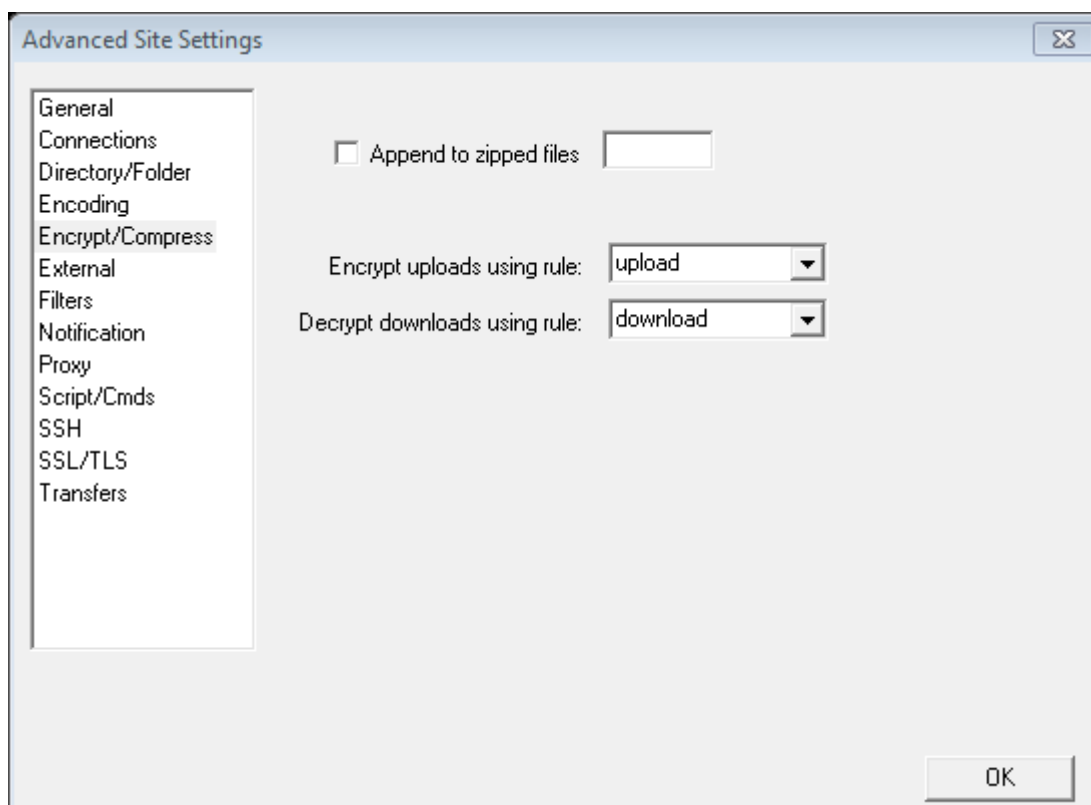 Advanced Site Settings
General
Connections
Directory/Folder
Encoding
Encrypt/Compress
External
Filters
Notification
Proxy
Script/Cmds
SSH
SSL/TLS
Transfers
Append to zipped files
Encrypt uploads using rule: upload
Decrypt downloads using rule: download
OK